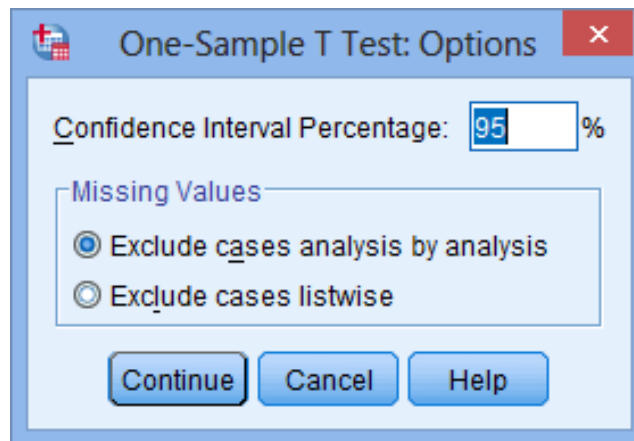 One-Sample T Test: Options
Confidence Interval Percentage: 95 %
Missing Values
Exclude cases analysis by analysis
Exclude cases listwise
Continue Cancel Help